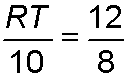 RT/10 = 12/8